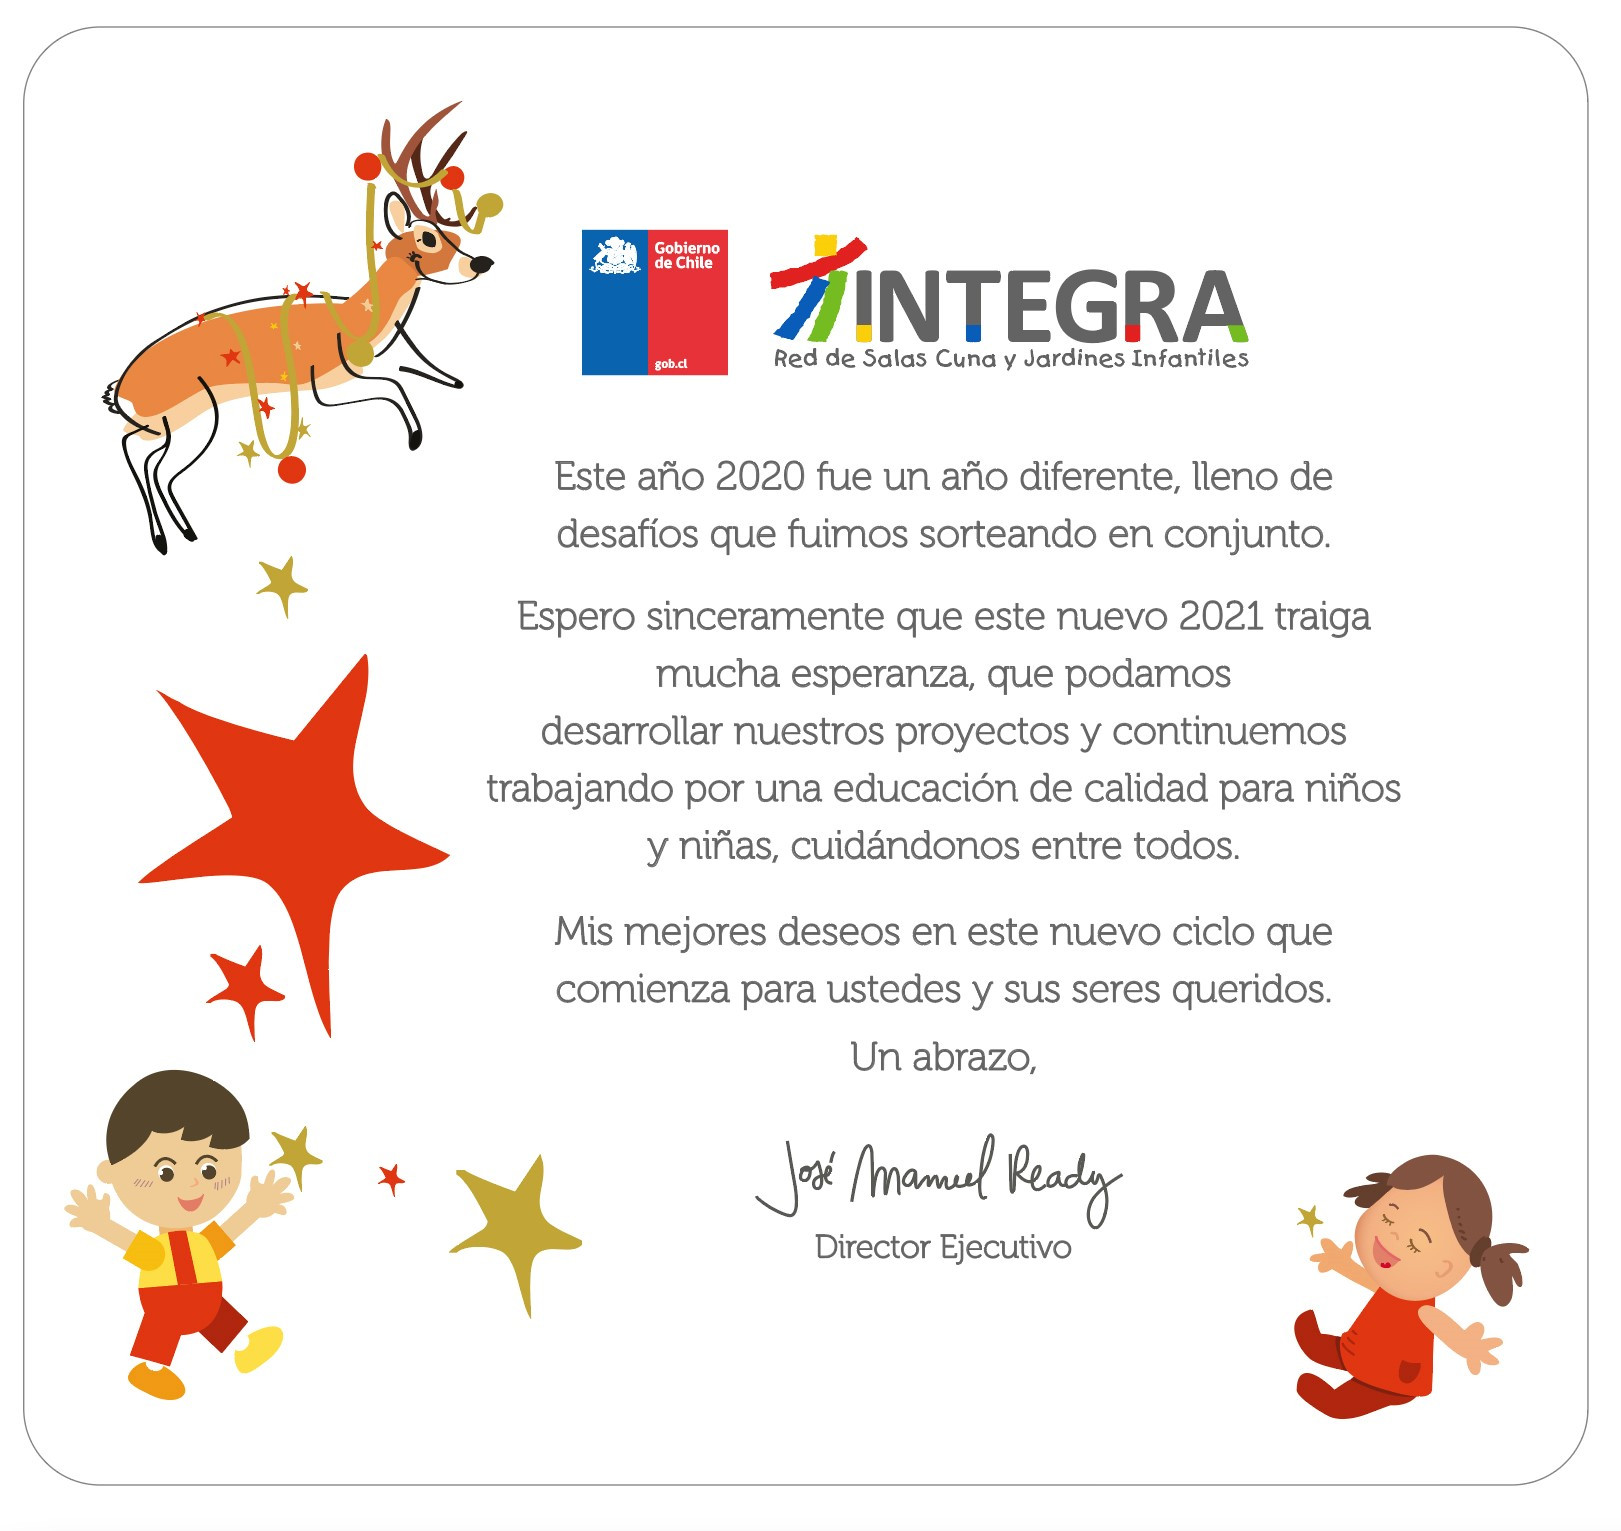 Gobierno
de Chile
gob.cl
INTEGRA
Red de Salas Cuna y Jardines Infantiles
Este año 2020 fue un año diferente, lleno de
desafíos que fuimos sorteando en conjunto.
Espero sinceramente que este nuevo 2021 traiga
mucha esperanza, que podamos
desarrollar nuestros proyectos y continuemos
trabajando por una educación de calidad para niños
y niñas, cuidándonos entre todos.
Mis mejores deseos en este nuevo ciclo que
comienza para ustedes y sus seres queridos.
Un abrazo,
José Manuel Ready
Director Ejecutivo